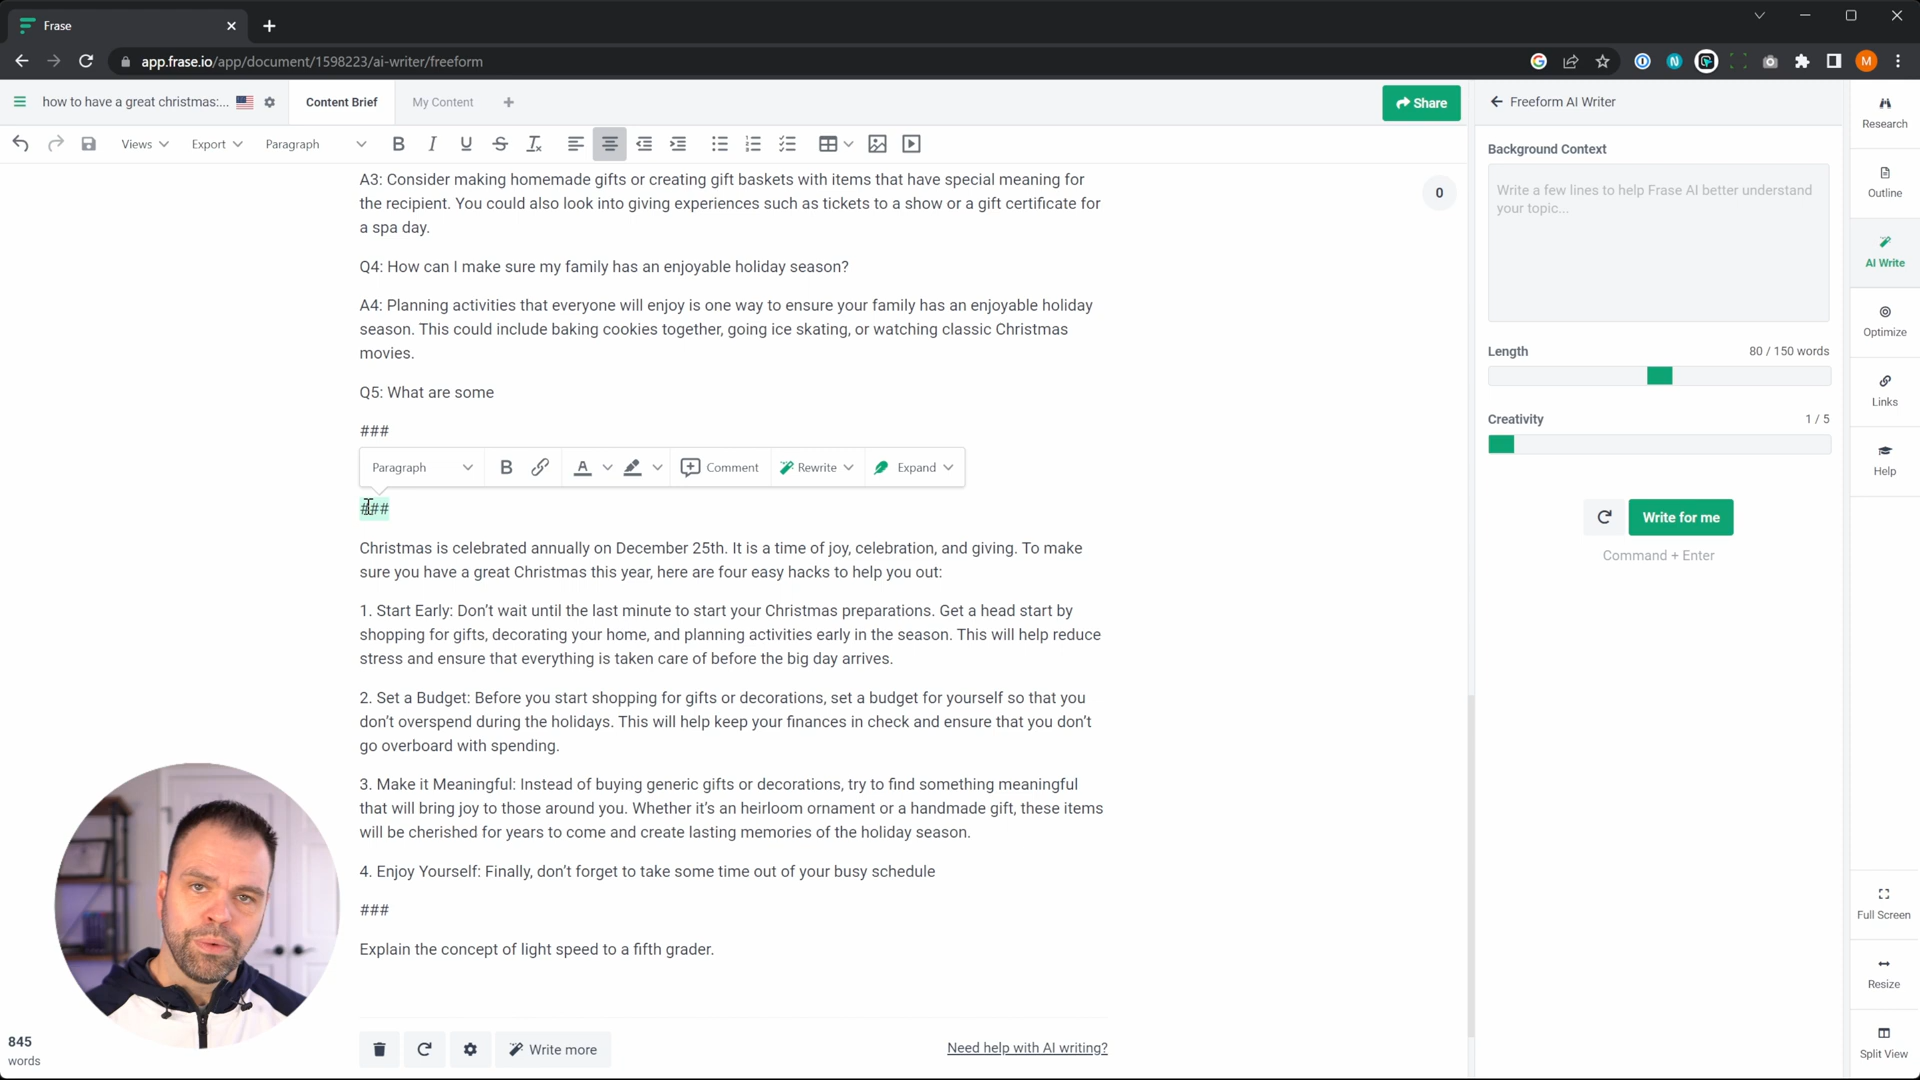 Frase
app.frase.io/app/document/1598223/ai-writer/freeform
M
how to have a great christmas:...
Content Brief
My Content
Share
Freeform AI Writer
Research
Views
Export
Paragraph
Background Context
Write a few lines to help Frase AI better understand
your topic...
Outline
A3: Consider making homemade gifts or creating gift baskets with items that have special meaning for
the recipient. You could also look into giving experiences such as tickets to a show or a gift certificate for
a spa day.
0
Q4: How can I make sure my family has an enjoyable holiday season?
AI Write
A4: Planning activities that everyone will enjoy is one way to ensure your family has an enjoyable holiday
season. This could include baking cookies together, going ice skating, or watching classic Christmas
movies.
Optimize
Length
80 / 150 words
Q5: What are some
Links
Creativity
1 / 5
###
Paragraph
B
A
Comment
Rewrite
Expand
Help
###
Write for me
Command + Enter
Christmas is celebrated annually on December 25th. It is a time of joy, celebration, and giving. To make
sure you have a great Christmas this year, here are four easy hacks to help you out:
1. Start Early: Don’t wait until the last minute to start your Christmas preparations. Get a head start by
shopping for gifts, decorating your home, and planning activities early in the season. This will help reduce
stress and ensure that everything is taken care of before the big day arrives.
2. Set a Budget: Before you start shopping for gifts or decorations, set a budget for yourself so that you
don’t overspend during the holidays. This will help keep your finances in check and ensure that you don’t
go overboard with spending.
3. Make it Meaningful: Instead of buying generic gifts or decorations, try to find something meaningful
that will bring joy to those around you. Whether it’s an heirloom ornament or a handmade gift, these items
will be cherished for years to come and create lasting memories of the holiday season.
4. Enjoy Yourself: Finally, don’t forget to take some time out of your busy schedule
###
Explain the concept of light speed to a fifth grader.
Full Screen
Resize
Split View
845
words
Write more
Need help with AI writing?